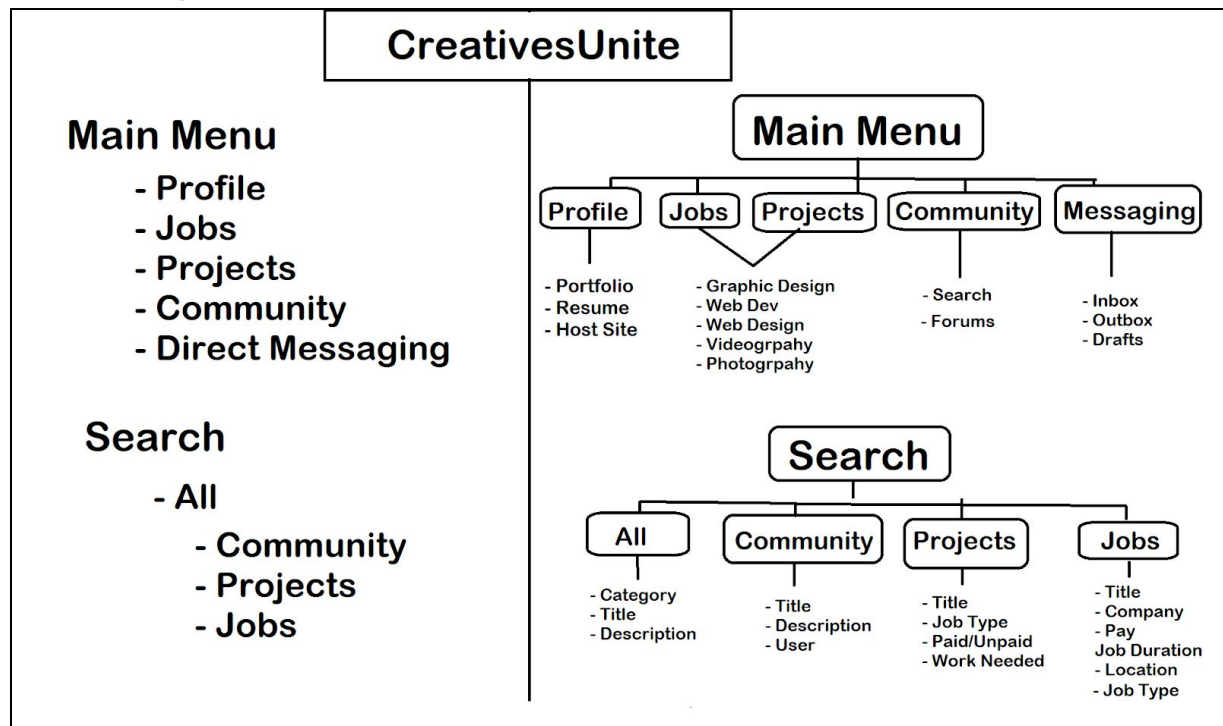 CreativesUnite
Main Menu
- Profile
- Jobs
- Projects
- Community
- Direct Messaging
Search
- All
- Community
- Projects
- Jobs
Main Menu
Profile
Jobs
Projects
Community
Messaging
- Portfolio
- Resume
- Host Site
- Graphic Design
- Web Dev
- Web Design
- Videogrpahy
- Photogrpahy
- Search
- Forums
- Inbox
- Outbox
- Drafts
Search
All
Community
Projects
Jobs
- Category
- Title
- Description
- Title
- Description
- User
- Title
- Job Type
- Paid/Unpaid
- Work Needed
- Title
- Company
- Pay
Job Duration
- Location
- Job Type